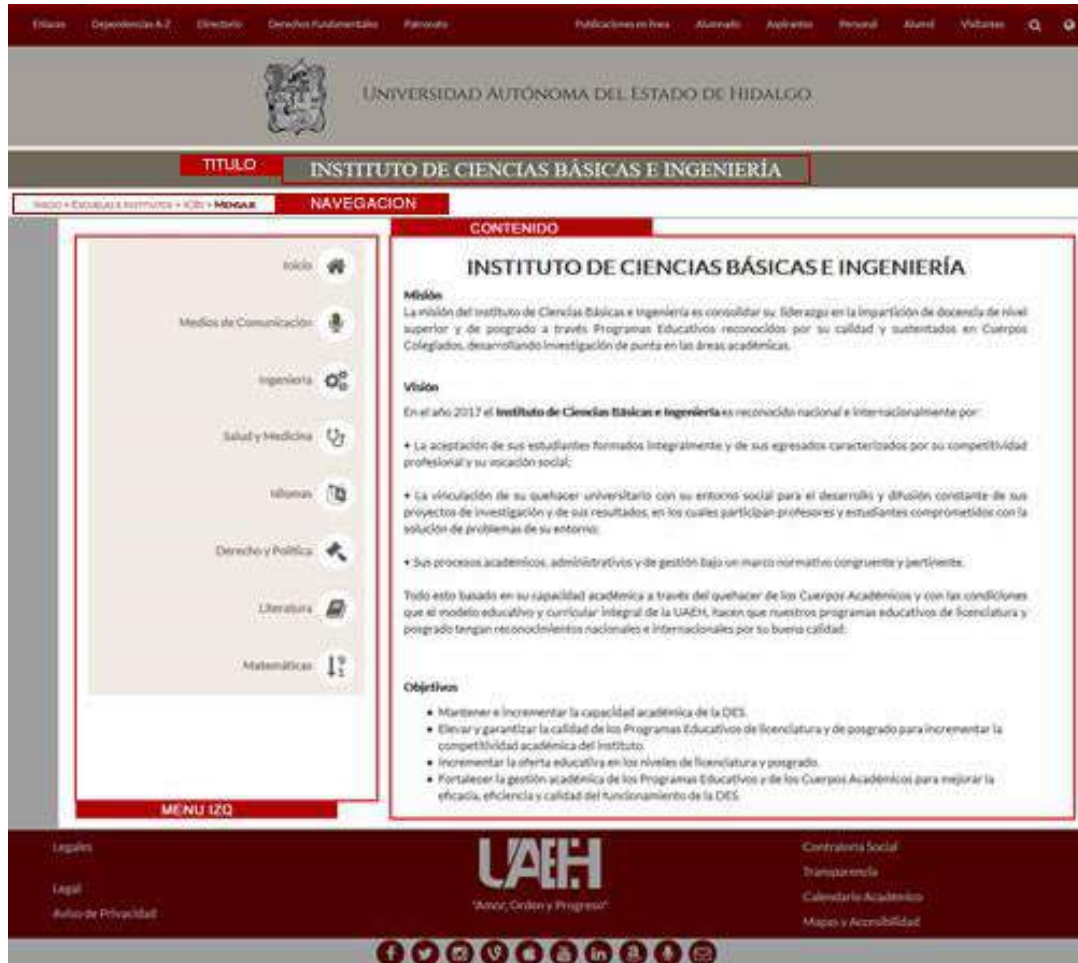 Enlaces Dependencias A-Z Directorio Derechos Fundamentales Patronato Publicaciones en línea Alumnado Aspirantes Personal Alumni Visitantes
UNIVERSIDAD AUTÓNOMA DEL ESTADO DE HIDALGO
TITULO INSTITUTO DE CIENCIAS BÁSICAS E INGENIERÍA
INICIO » ESCUELAS E INSTITUTOS » ICBI » MENSAJE NAVEGACION
CONTENIDO
Inicio
Medios de Comunicación
Ingeniería
Salud y Medicina
Idiomas
Derecho y Política
Literatura
Matemáticas
MENU IZQ
INSTITUTO DE CIENCIAS BÁSICAS E INGENIERÍA
Misión
La misión del Instituto de Ciencias Básicas e Ingeniería es consolidar su liderazgo en la impartición de docencia de nivel
superior y de posgrado a través Programas Educativos reconocidos por su calidad y sustentados en Cuerpos
Colegiados, desarrollando investigación de punta en las áreas académicas.
Visión
En el año 2017 el Instituto de Ciencias Básicas e Ingeniería es reconocido nacional e internacionalmente por:
• La aceptación de sus estudiantes formados integralmente y de sus egresados caracterizados por su competitividad
profesional y su vocación social;
• La vinculación de su quehacer universitario con su entorno social para el desarrollo y difusión constante de sus
proyectos de investigación y de sus resultados, en los cuales participan profesores y estudiantes comprometidos con la
solución de problemas de su entorno;
• Sus procesos academicos, administrativos y de gestión bajo un marco normativo congruente y pertinente.
Todo esto basado en su capacidad académica a través del quehacer de los Cuerpos Académicos y con las condiciones
que el modelo educativo y curricular integral de la UAEH, hacen que nuestros programas educativos de licenciatura y
posgrado tengan reconocimientos nacionales e internacionales por su buena calidad;
Objetivos
• Mantener e incrementar la capacidad académica de la DES.
• Elevar y garantizar la calidad de los Programas Educativos de licenciatura y de posgrado para incrementar la
competitividad académica del instituto.
• Incrementar la oferta educativa en los niveles de licenciatura y posgrado.
• Fortalecer la gestión académica de los Programas Educativos y de los Cuerpos Académicos para mejorar la
eficacia, eficiencia y calidad del funcionamiento de la DES.
Legales
Legal
Aviso de Privacidad
UAEH
"Amor, Orden y Progreso"
Contraloría Social
Transparencia
Calendario Académico
Mapas y Accesibilidad